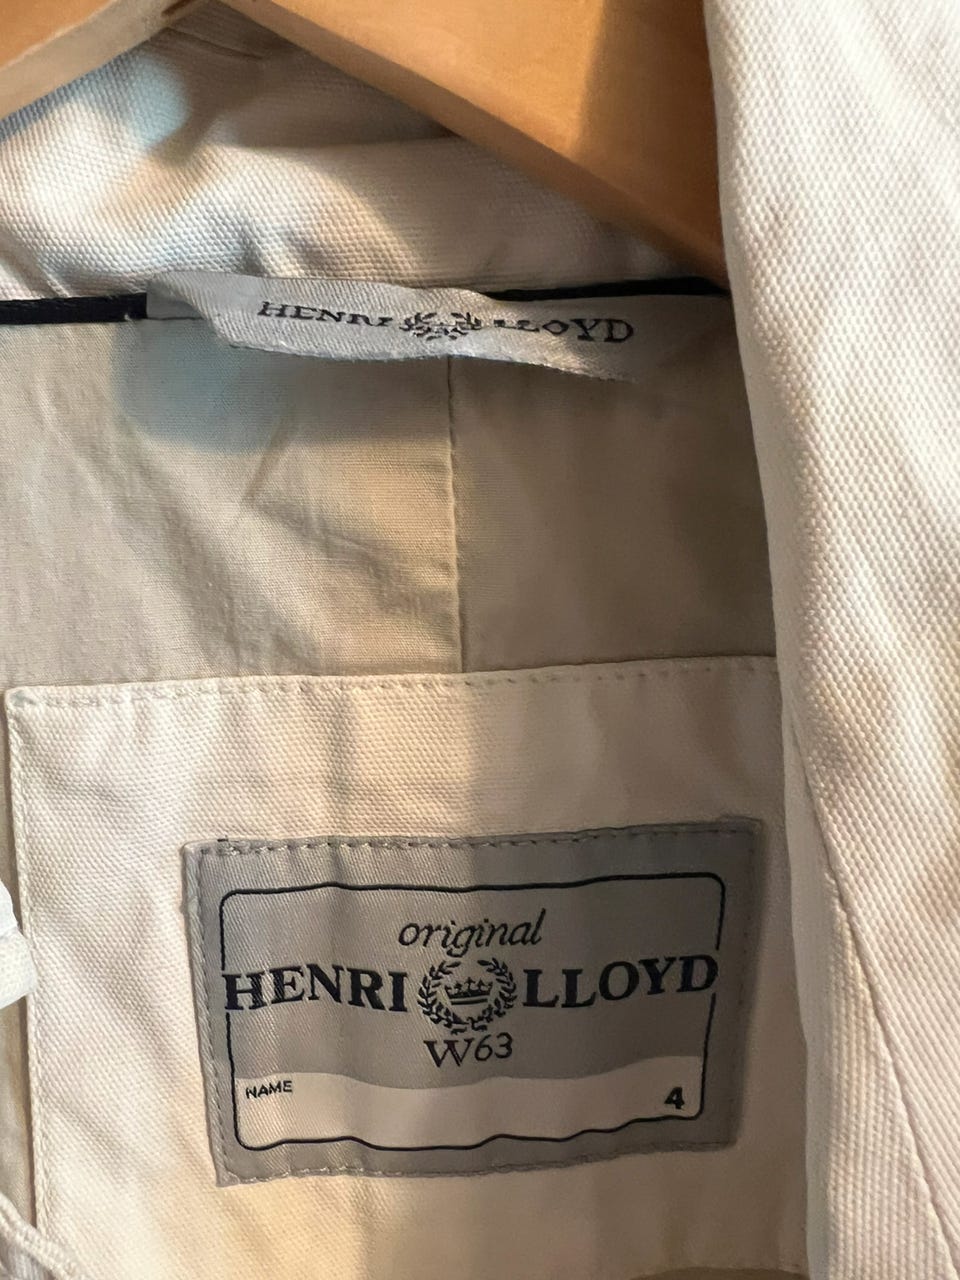 HENRI LLOYD
original
HENRI LLOYD
W63
NAME 4